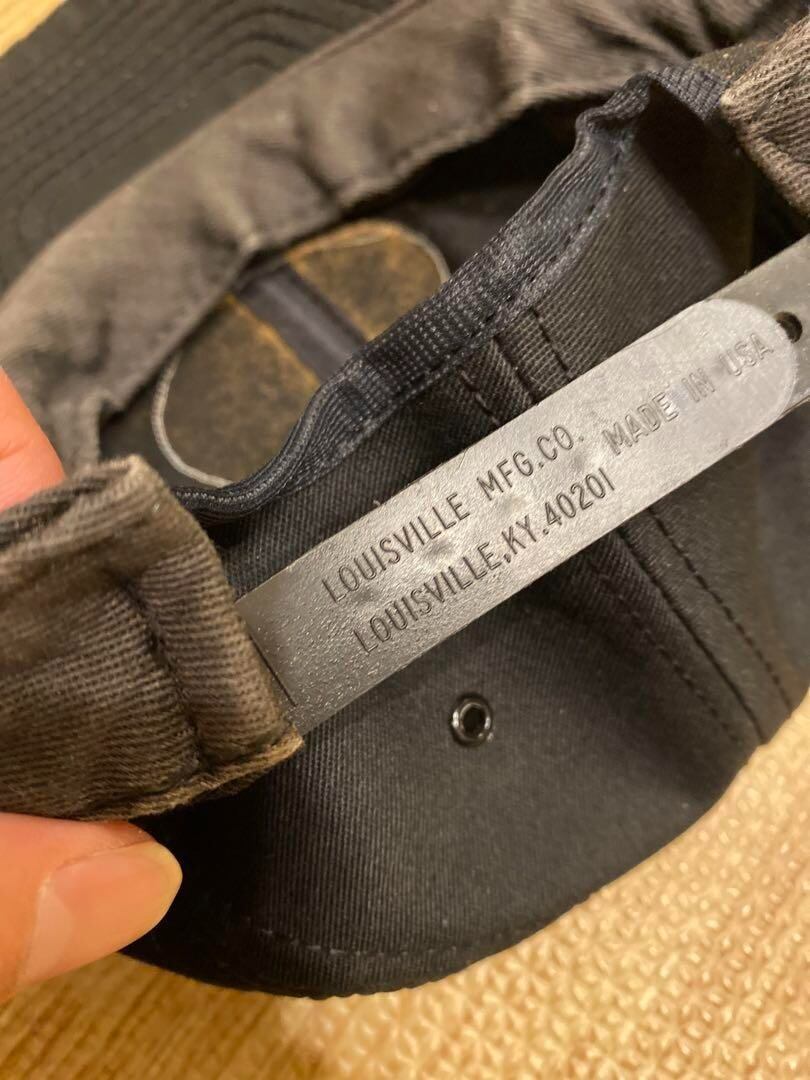 LOUISVILLE MFG.CO. MADE IN USA
LOUISVILLE,KY.40201